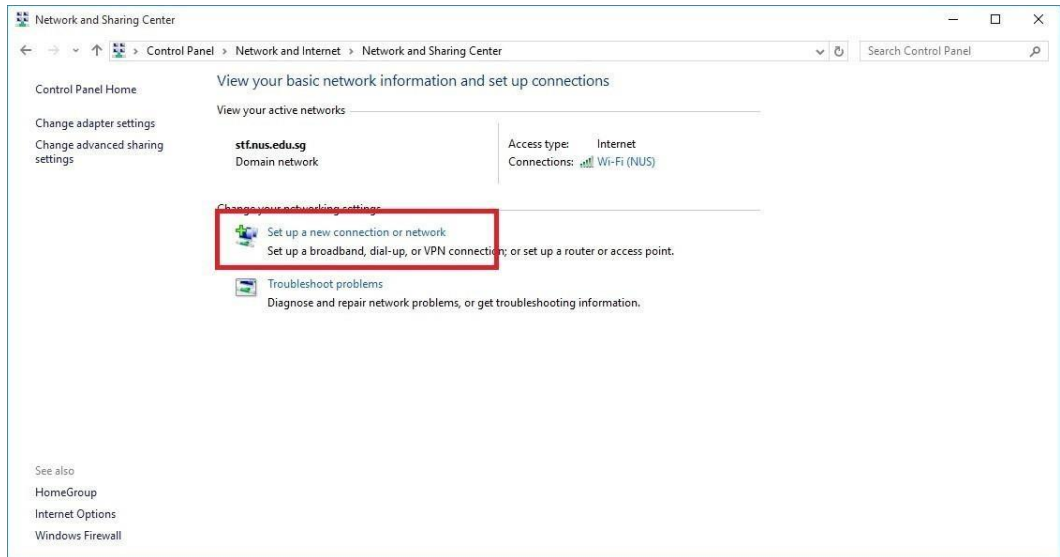 Network and Sharing Center
Control Panel > Network and Internet > Network and Sharing Center
Search Control Panel
Control Panel Home
Change adapter settings
Change advanced sharing
settings
View your basic network information and set up connections
View your active networks
stf.nus.edu.sg
Domain network
Access type: Internet
Connections: Wi-Fi (NUS)
Change your networking settings
Set up a new connection or network
Set up a broadband, dial-up, or VPN connection; or set up a router or access point.
Troubleshoot problems
Diagnose and repair network problems, or get troubleshooting information.
See also
HomeGroup
Internet Options
Windows Firewall